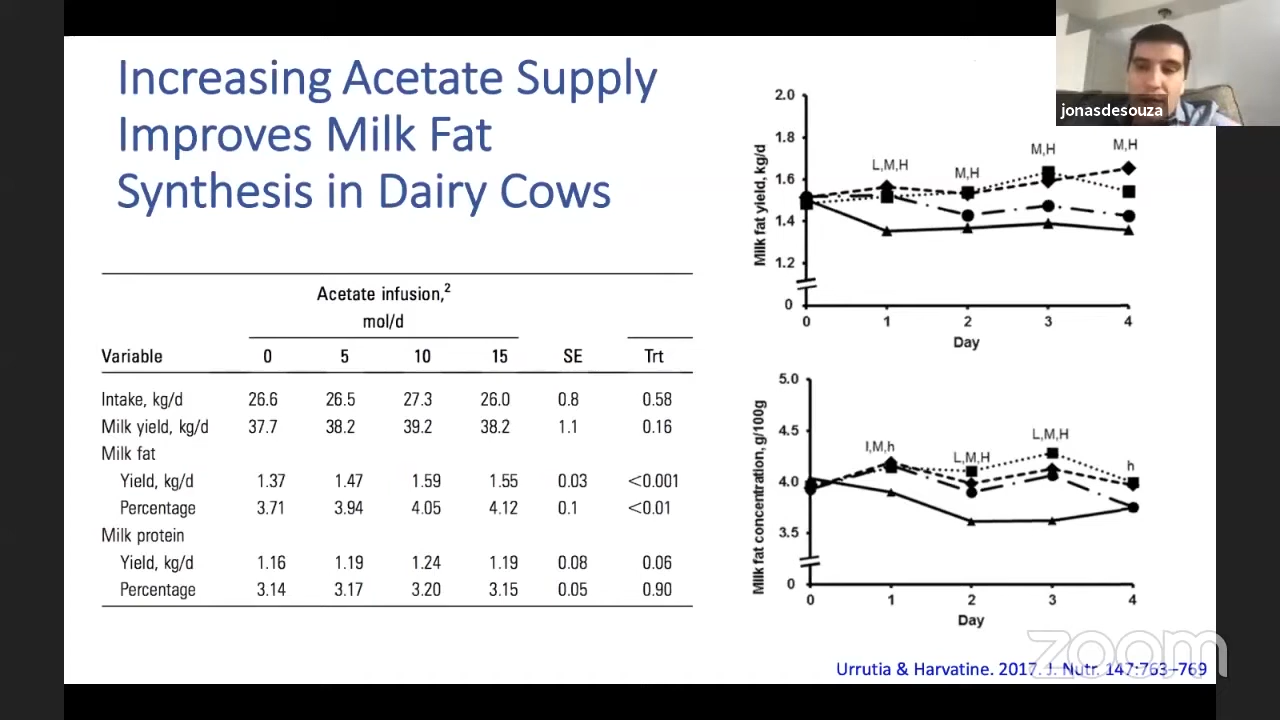 Increasing Acetate Supply
Improves Milk Fat
Synthesis in Dairy Cows
jonasdesouza
Acetate infusion,2
mol/d
Variable 0 5 10 15 SE Trt
Intake, kg/d 26.6 26.5 27.3 26.0 0.8 0.58
Milk yield, kg/d 37.7 38.2 39.2 38.2 1.1 0.16
Milk fat
Yield, kg/d 1.37 1.47 1.59 1.55 0.03 <0.001
Percentage 3.71 3.94 4.05 4.12 0.1 <0.01
Milk protein
Yield, kg/d 1.16 1.19 1.24 1.19 0.08 0.06
Percentage 3.14 3.17 3.20 3.15 0.05 0.90
Milk fat yield, kg/d
2.0
1.8
1.6
1.4
1.2
0
L,M,H
M,H
M,H
M,H
0 1 2 3 4
Day
Milk fat concentration, g/100g
5.0
4.5
4.0
3.5
0
l,M,h
L,M,H
L,M,H
h
0 1 2 3 4
Day
zoom
Urrutia & Harvatine. 2017. J. Nutr. 147:763–769